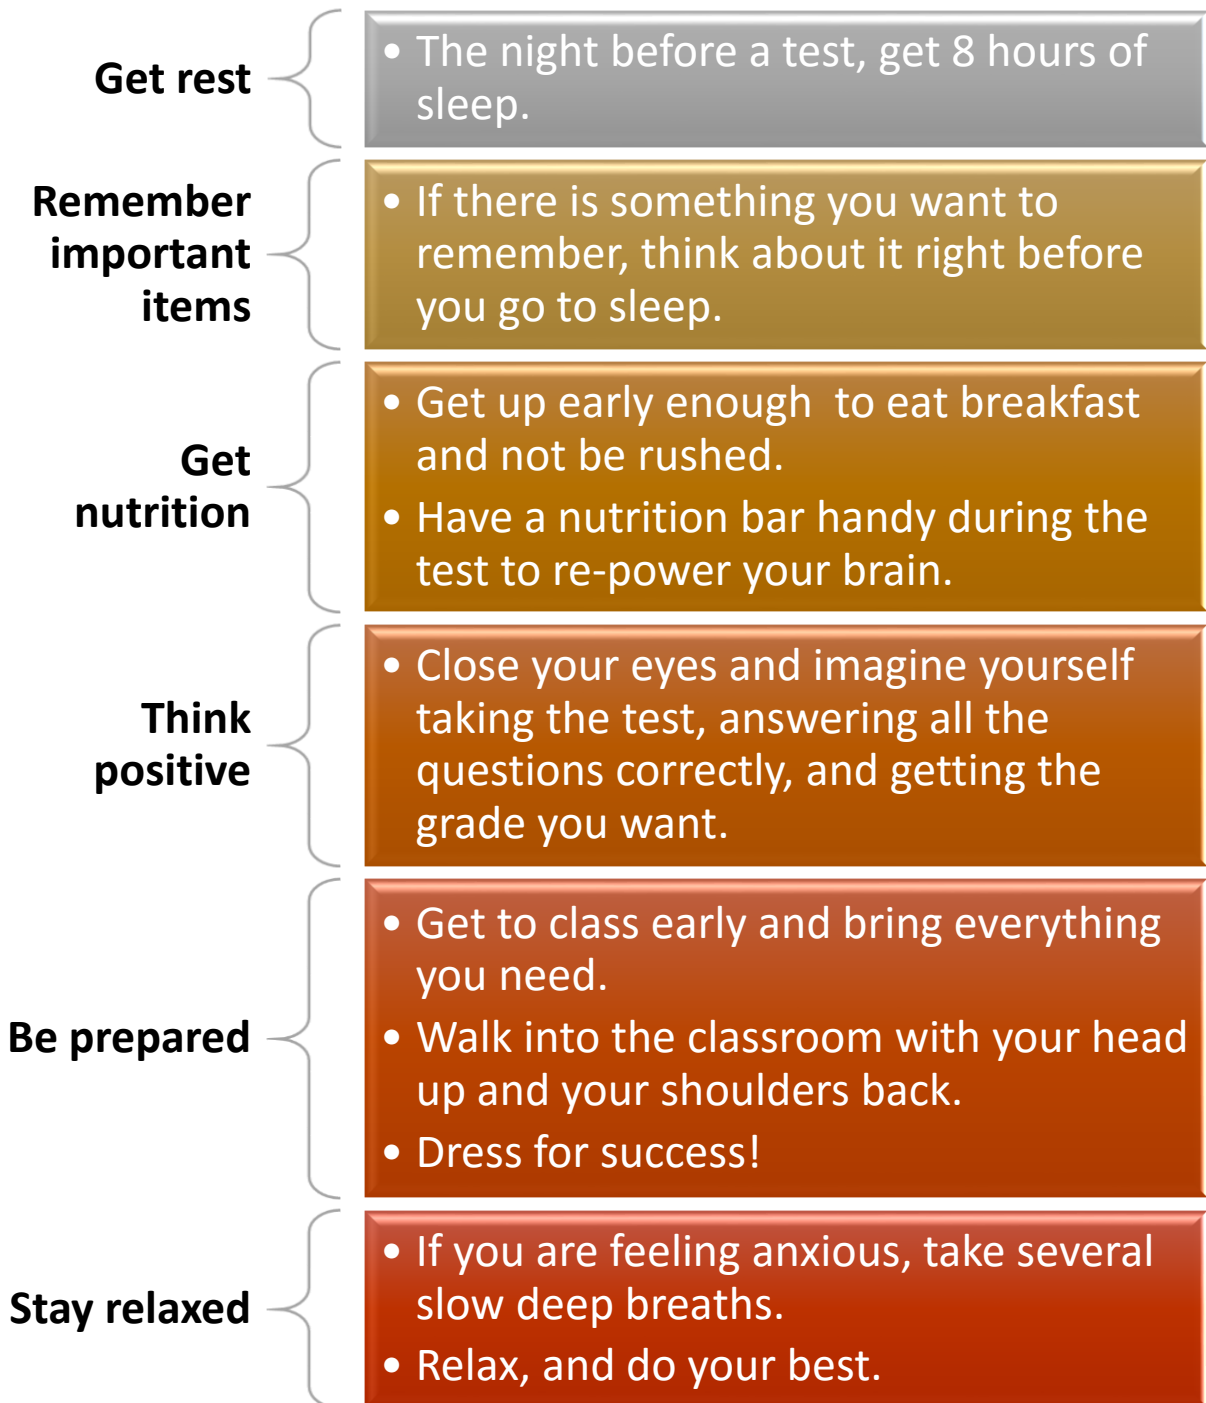 Get rest
• The night before a test, get 8 hours of
sleep.
Remember
important
items
• If there is something you want to
remember, think about it right before
you go to sleep.
Get
nutrition
• Get up early enough  to eat breakfast
and not be rushed.
• Have a nutrition bar handy during the
test to re-power your brain.
Think
positive
• Close your eyes and imagine yourself
taking the test, answering all the
questions correctly, and getting the
grade you want.
Be prepared
• Get to class early and bring everything
you need.
• Walk into the classroom with your head
up and your shoulders back.
• Dress for success!
Stay relaxed
• If you are feeling anxious, take several
slow deep breaths.
• Relax, and do your best.